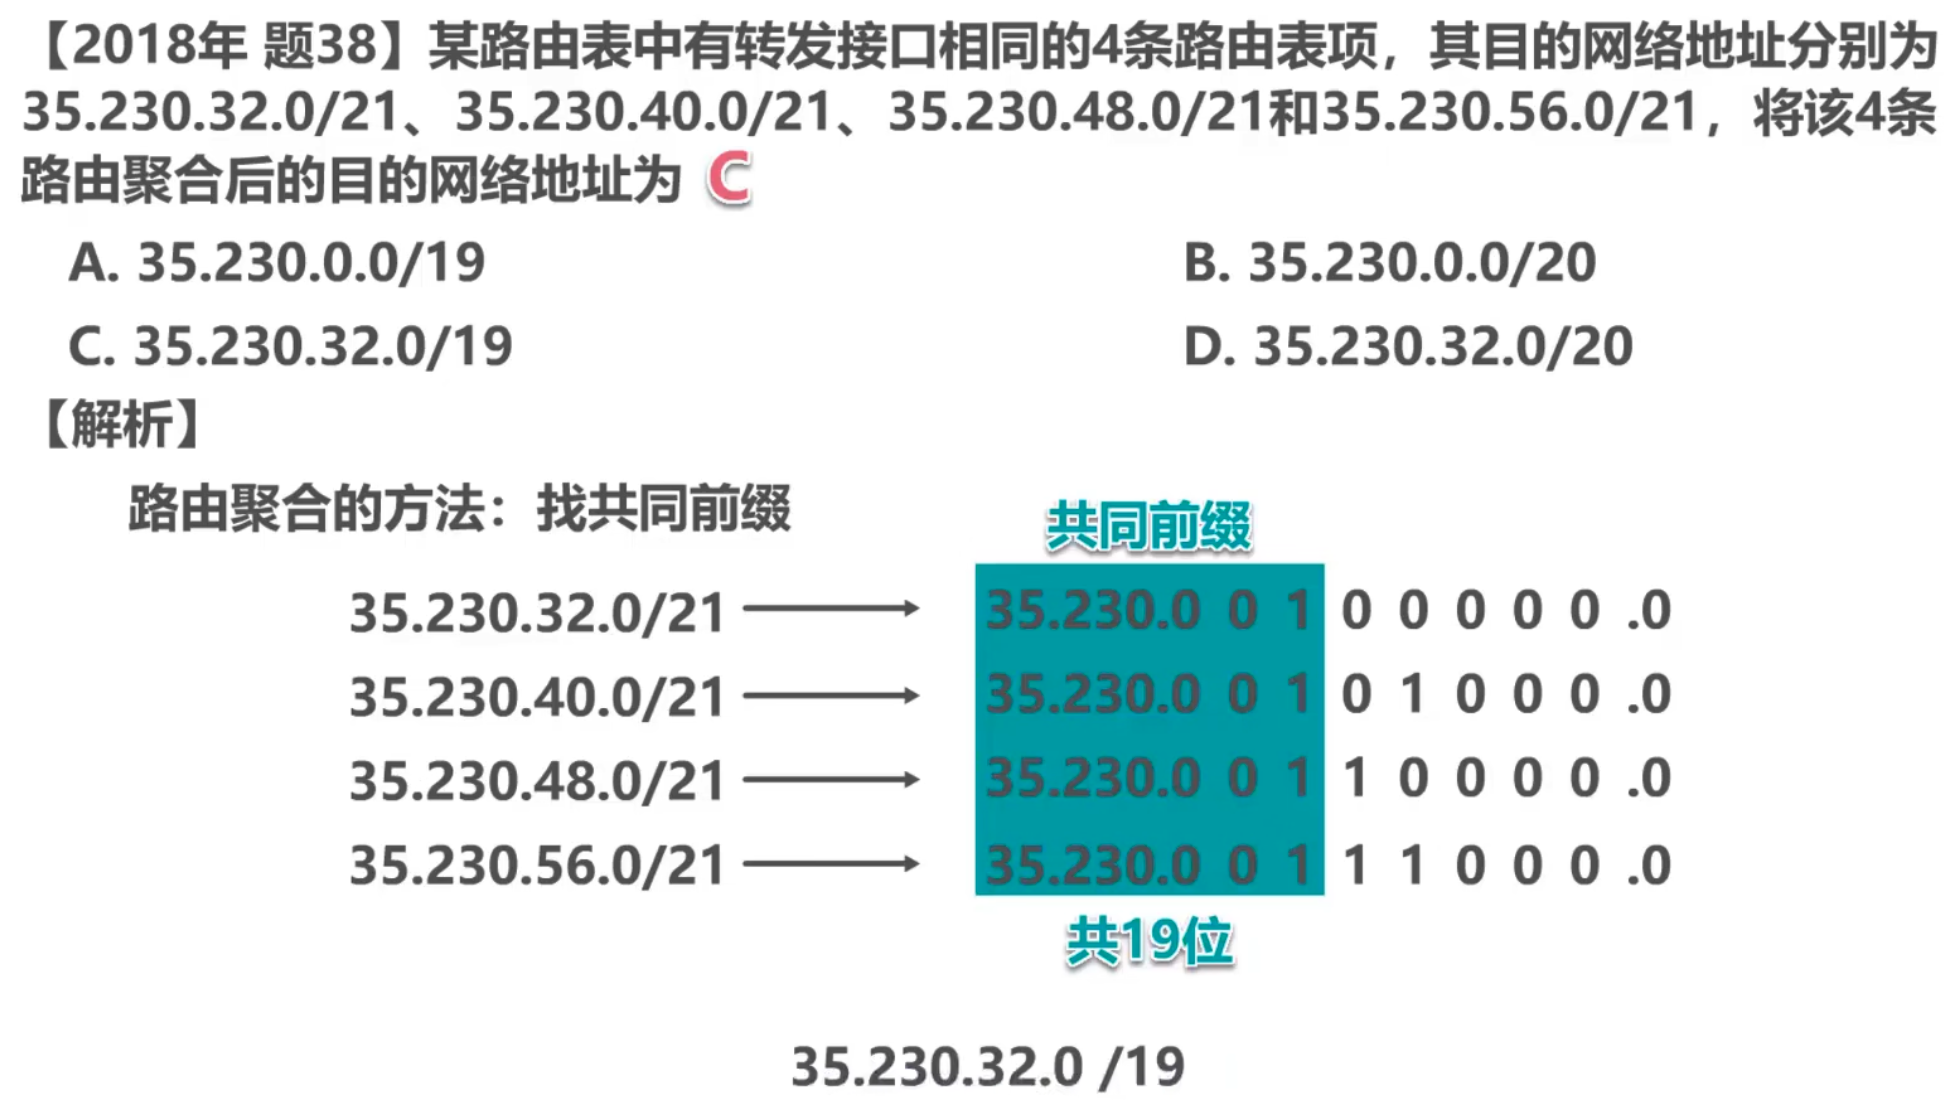 【2018年 题38】某路由表中有转发接口相同的4条路由表项，其目的网络地址分别为
35.230.32.0/21、35.230.40.0/21、35.230.48.0/21和35.230.56.0/21，将该4条
路由聚合后的目的网络地址为 C
A. 35.230.0.0/19 B. 35.230.0.0/20
C. 35.230.32.0/19 D. 35.230.32.0/20
【解析】
路由聚合的方法：找共同前缀
共同前缀
35.230.32.0/21 35.230.0 0 1 0 0 0 0 0 .0
35.230.40.0/21 35.230.0 0 1 0 1 0 0 0 .0
35.230.48.0/21 35.230.0 0 1 1 0 0 0 0 .0
35.230.56.0/21 35.230.0 0 1 1 1 0 0 0 .0
共19位
35.230.32.0 /19